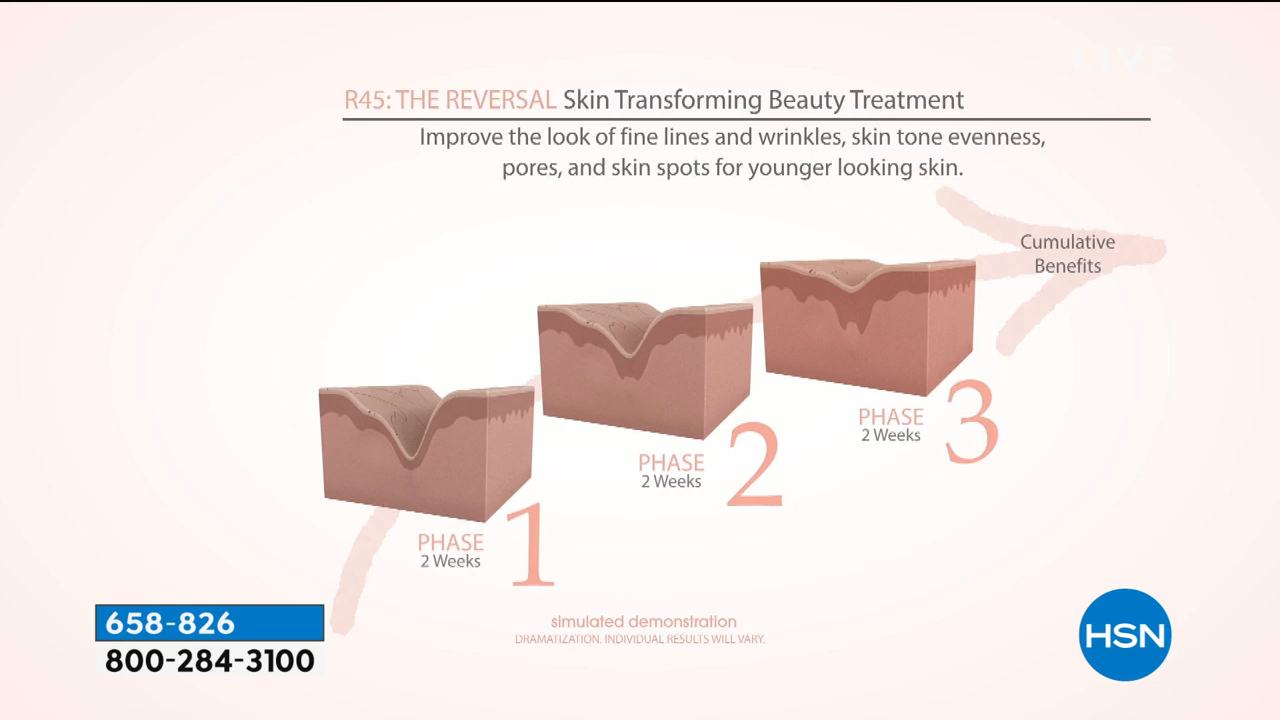 LIVE
R45: THE REVERSAL Skin Transforming Beauty Treatment
Improve the look of fine lines and wrinkles, skin tone evenness,
pores, and skin spots for younger looking skin.
Cumulative
Benefits
PHASE
2 Weeks
3
PHASE
2 Weeks
2
PHASE
2 Weeks
1
simulated demonstration
DRAMATIZATION. INDIVIDUAL RESULTS WILL VARY.
658-826
800-284-3100
HSN